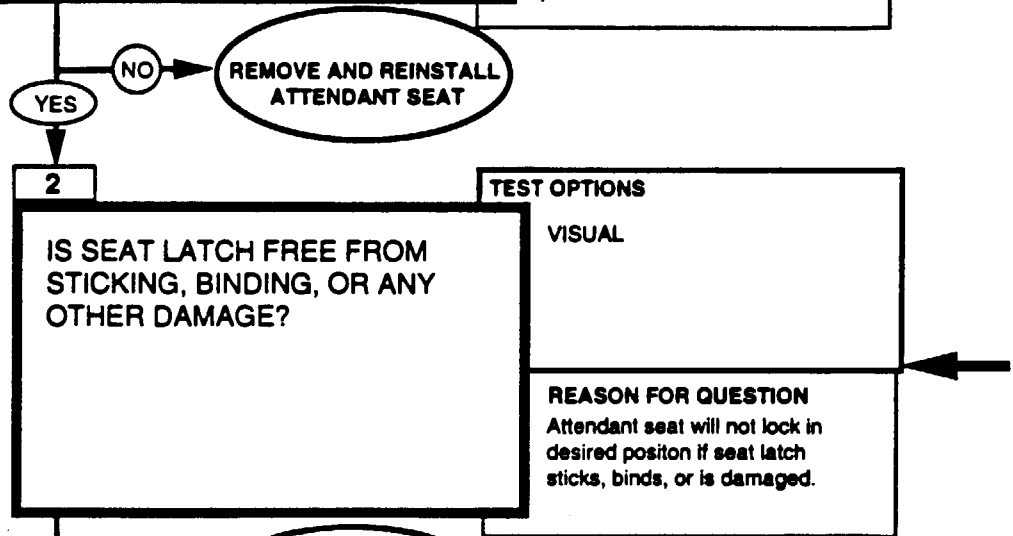 NO
REMOVE AND REINSTALL
ATTENDANT SEAT
YES
2
IS SEAT LATCH FREE FROM
STICKING, BINDING, OR ANY
OTHER DAMAGE?
TEST OPTIONS
VISUAL
REASON FOR QUESTION
Attendant seat will not lock in
desired positon if seat latch
sticks, binds, or is damaged.